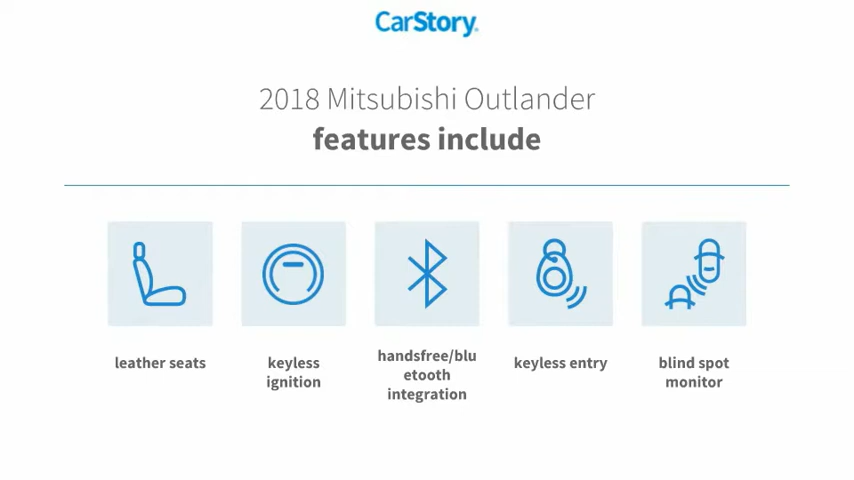 CarStory.
2018 Mitsubishi Outlander
features include
leather seats
keyless
ignition
handsfree/blu
etooth
integration
keyless entry
blind spot
monitor